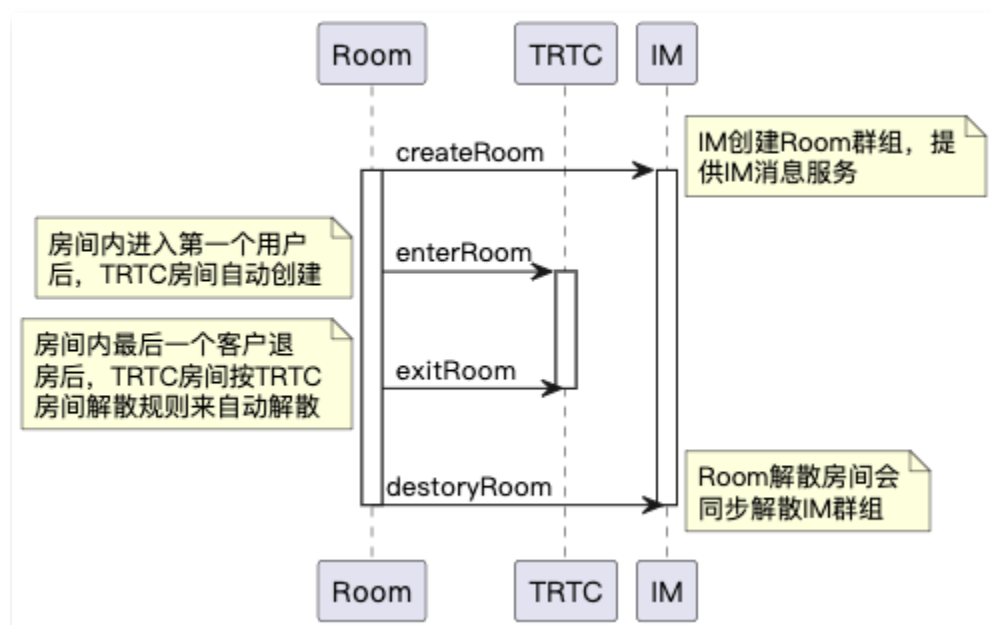 Room
TRTC
IM
createRoom
IM创建Room群组，提
供IM消息服务
房间内进入第一个用户
后，TRTC房间自动创建
enterRoom
房间内最后一个客户退
房后，TRTC房间按TRTC
房间解散规则来自动解散
exitRoom
destoryRoom
Room解散房间会
同步解散IM群组
Room
TRTC
IM